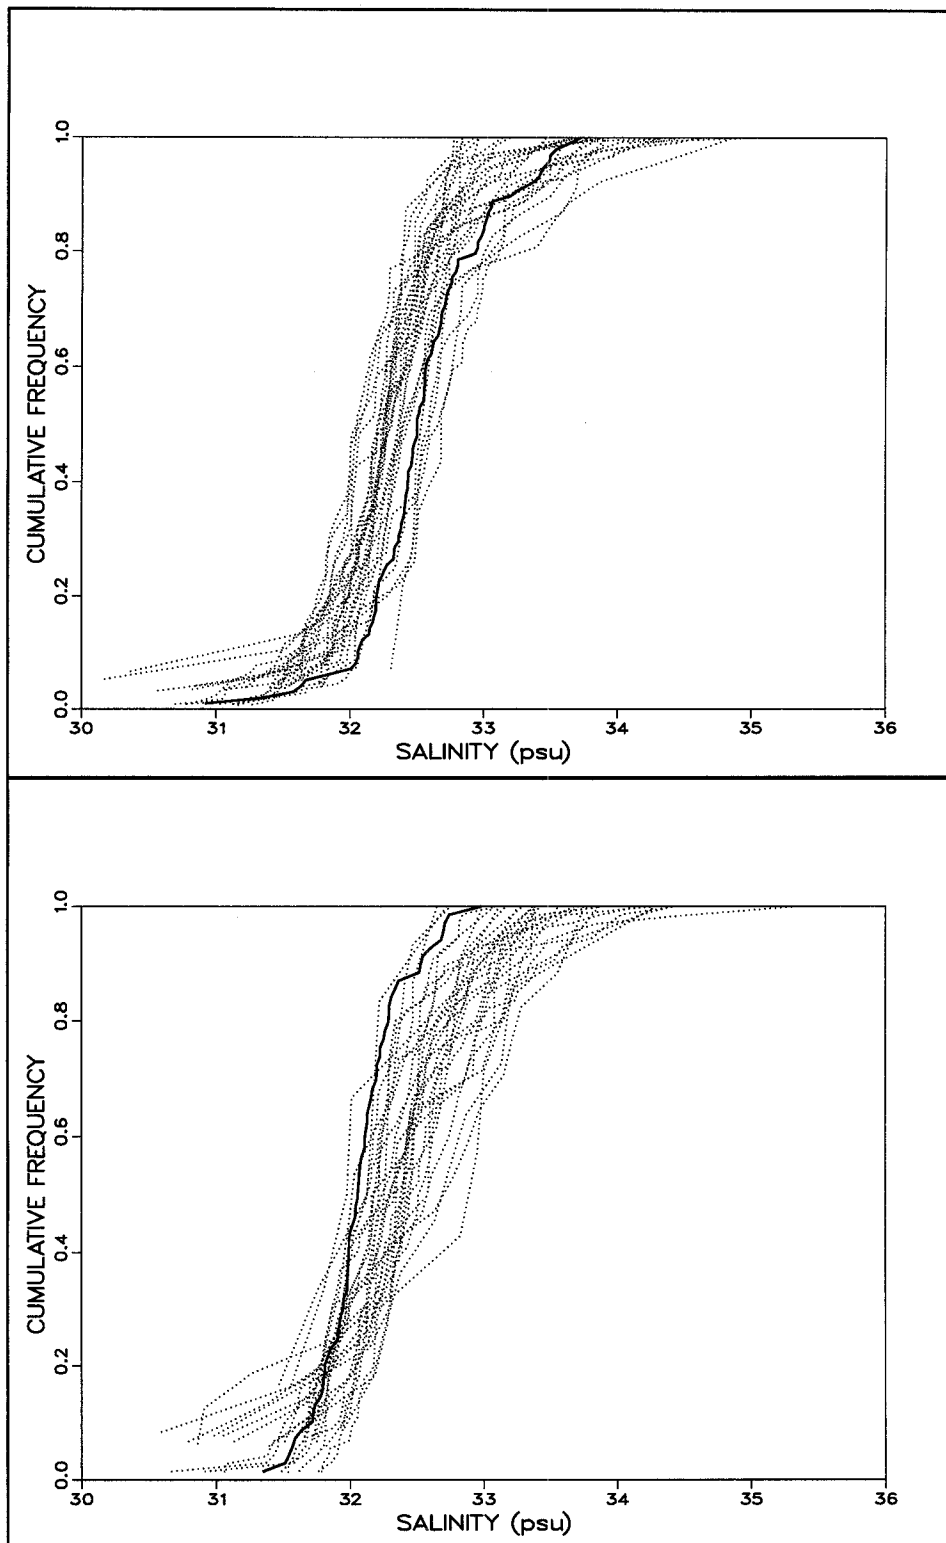 1.0
0.8
0.6
0.4
0.2
0.0
CUMULATIVE FREQUENCY
30 31 32 33 34 35 36
SALINITY (psu)
1.0
0.8
0.6
0.4
0.2
0.0
CUMULATIVE FREQUENCY
30 31 32 33 34 35 36
SALINITY (psu)